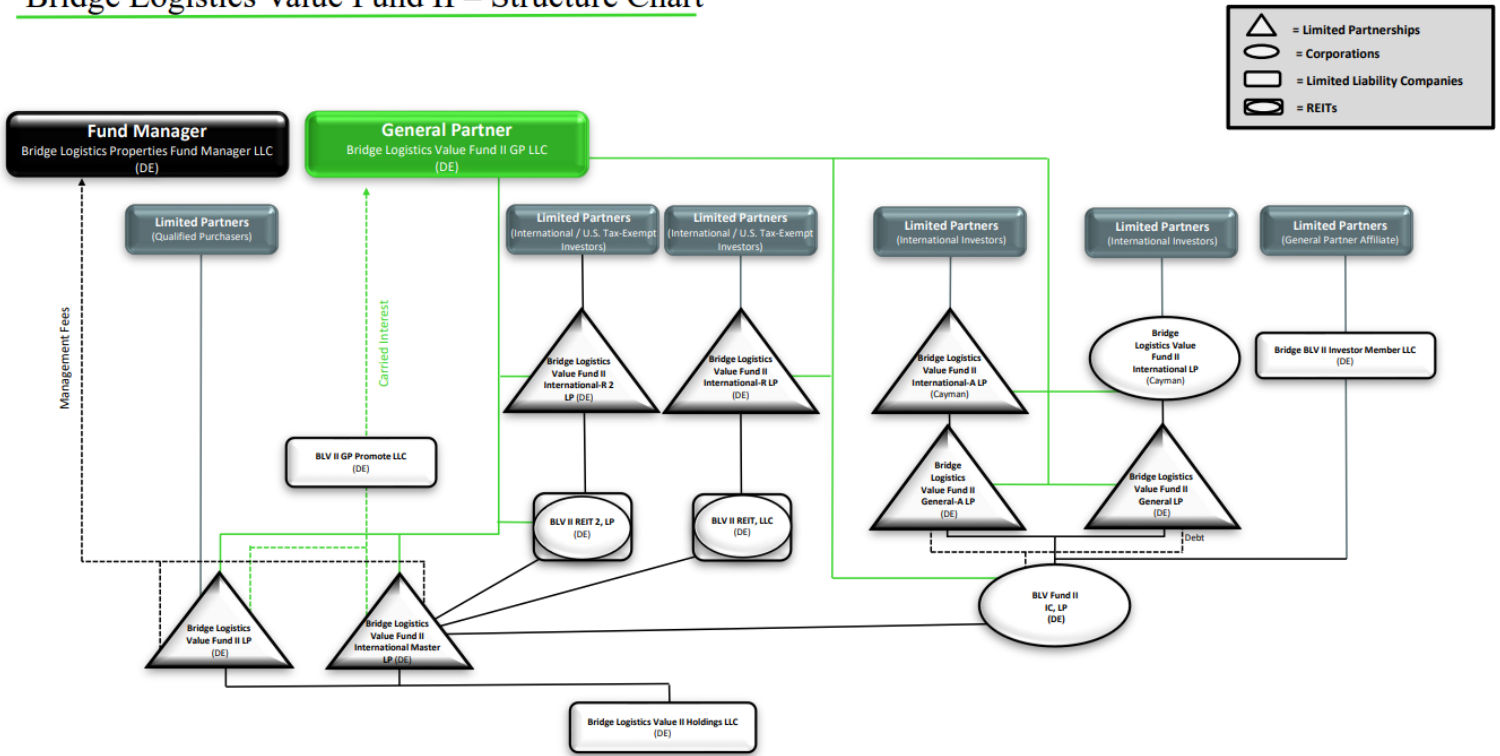 Bridge Logistics Value Fund II – Structure Chart
= Limited Partnerships
= Corporations
= Limited Liability Companies
= REITs
Fund Manager
Bridge Logistics Properties Fund Manager LLC
(DE)
General Partner
Bridge Logistics Value Fund II GP LLC
(DE)
Limited Partners
(Qualified Purchasers)
Limited Partners
(International / U.S. Tax-Exempt
Investors)
Limited Partners
(International / U.S. Tax-Exempt
Investors)
Limited Partners
(International Investors)
Limited Partners
(International Investors)
Limited Partners
(General Partner Affiliate)
Management Fees
Carried Interest
Bridge Logistics
Value Fund II
International-R 2
LP (DE)
Bridge Logistics
Value Fund II
International-R LP
(DE)
Bridge Logistics
Value Fund II
International-A LP
(Cayman)
Bridge
Logistics Value
Fund II
International LP
(Cayman)
Bridge BLV II Investor Member LLC
(DE)
BLV II GP Promote LLC
(DE)
Bridge
Logistics
Value Fund II
General-A LP
(DE)
Bridge Logistics
Value Fund II
General LP
(DE)
BLV II REIT 2, LP
(DE)
BLV II REIT, LLC
(DE)
Debt
BLV Fund II
IC, LP
(DE)
Bridge Logistics
Value Fund II LP
(DE)
Bridge Logistics
Value Fund II
International Master
LP (DE)
Bridge Logistics Value II Holdings LLC
(DE)